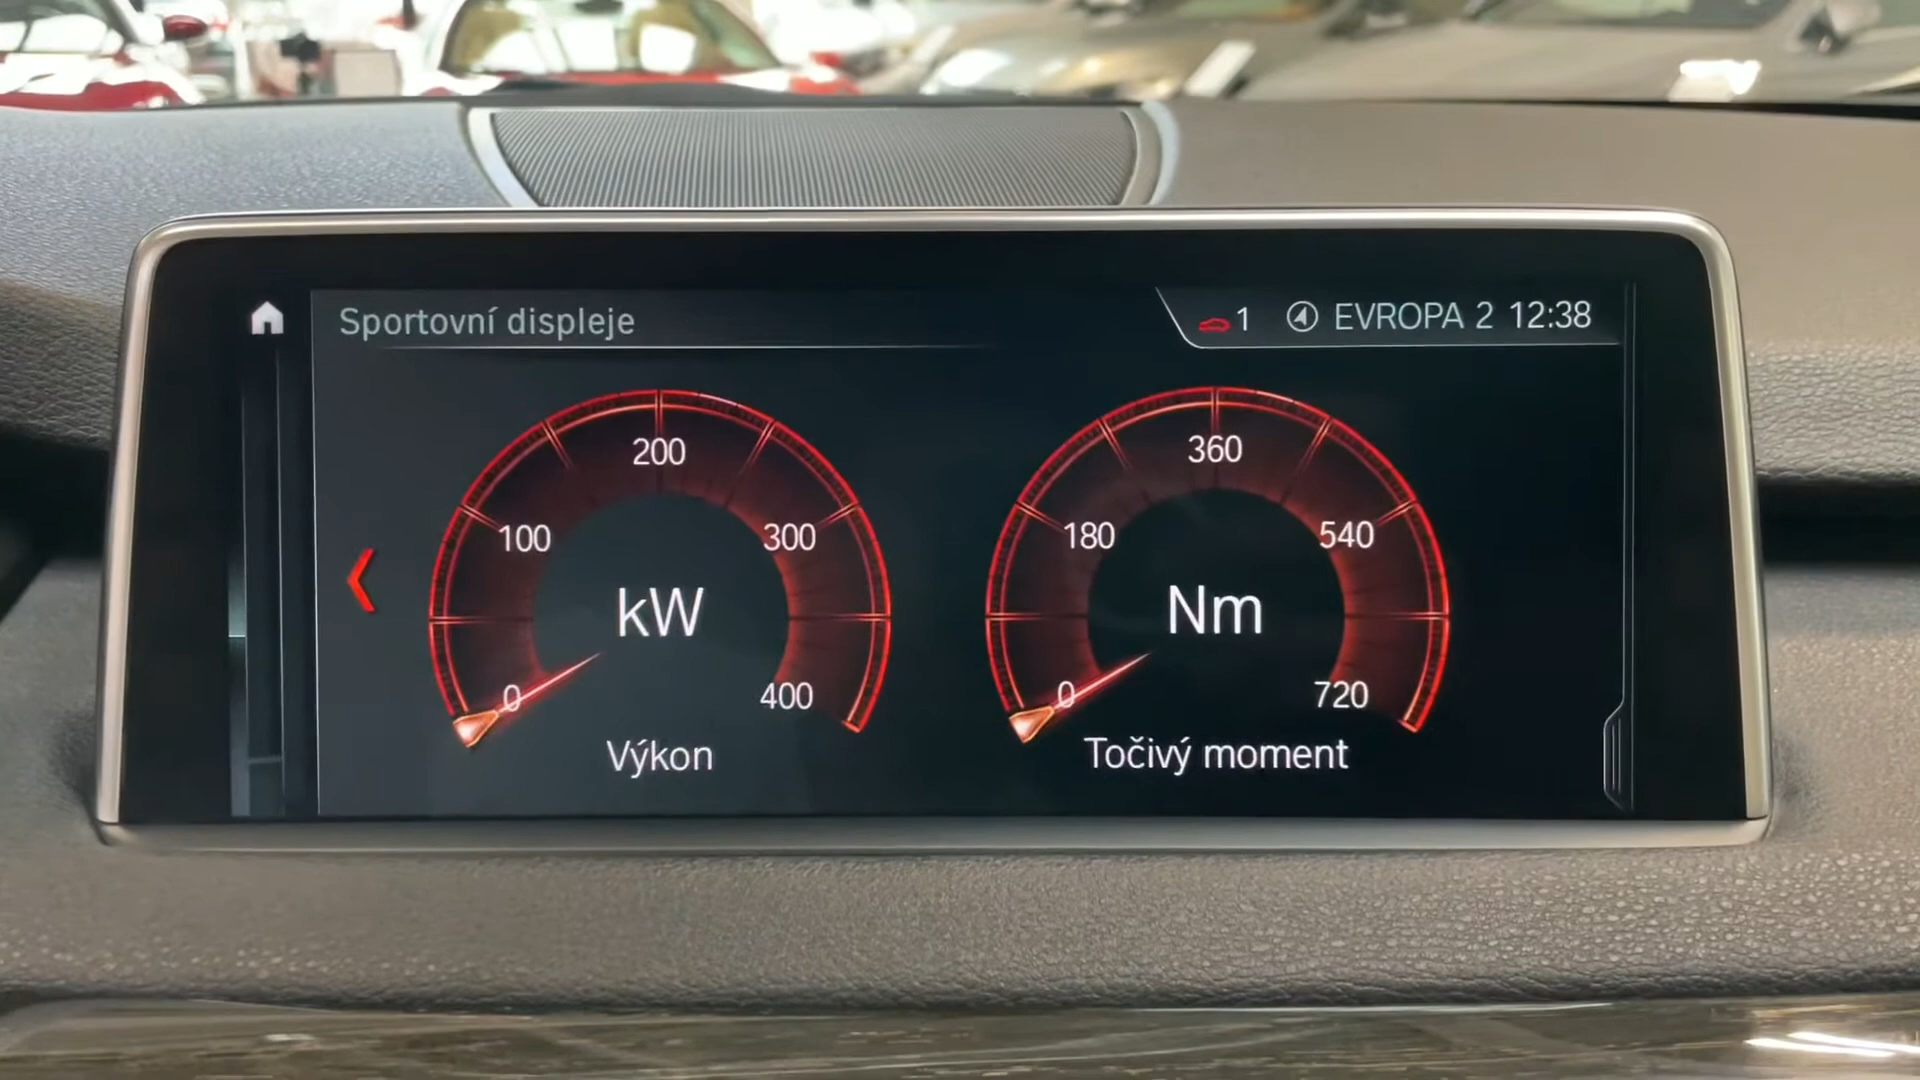 Sportovní displeje
1 EVROPA 2 12:38
200
100
300
kW
0
400
Výkon
360
180
540
Nm
0
720
Točivý moment